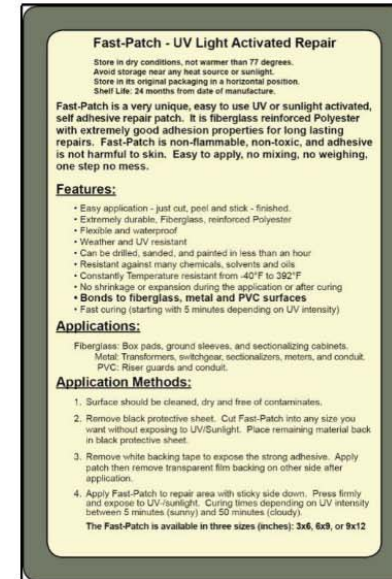 Fast-Patch - UV Light Activated Repair
Store in dry conditions, not warmer than 77 degrees.
Avoid storage near any heat source or sunlight.
Store in its original packaging in a horizontal position.
Shelf Life: 24 months from date of manufacture.
Fast-Patch is a very unique, easy to use UV or sunlight activated,
self adhesive repair patch. It is fiberglass reinforced Polyester
with extremely good adhesion properties for long lasting
repairs. Fast-Patch is non-flammable, non-toxic, and adhesive
is not harmful to skin. Easy to apply, no mixing, no weighing,
one step no mess.
Features:
• Easy application - just cut, peel and stick - finished.
• Extremely durable, Fiberglass, reinforced Polyester
• Flexible and waterproof
• Weather and UV resistant
• Can be drilled, sanded, and painted in less than an hour
• Resistant against many chemicals, solvents and oils
• Constantly Temperature resistant from -40°F to 392°F
• No shrinkage or expansion during the application or after curing
• Bonds to fiberglass, metal and PVC surfaces
• Fast curing (starting with 5 minutes depending on UV intensity)
Applications:
Fiberglass: Box pads, ground sleeves, and sectionalizing cabinets.
Metal: Transformers, switchgear, sectionalizers, meters, and conduit.
PVC: Riser guards and conduit.
Application Methods:
1. Surface should be cleaned, dry and free of contaminates.
2. Remove black protective sheet. Cut Fast-Patch into any size you
want without exposing to UV/Sunlight. Place remaining material back
in black protective sheet.
3. Remove white backing tape to expose the strong adhesive. Apply
patch then remove transparent film backing on other side after
application.
4. Apply Fast-Patch to repair area with sticky side down. Press firmly
and expose to UV-/sunlight. Curing times depending on UV intensity
between 5 minutes (sunny) and 50 minutes (cloudy).
The Fast-Patch is available in three sizes (inches): 3x6, 6x9, or 9x12